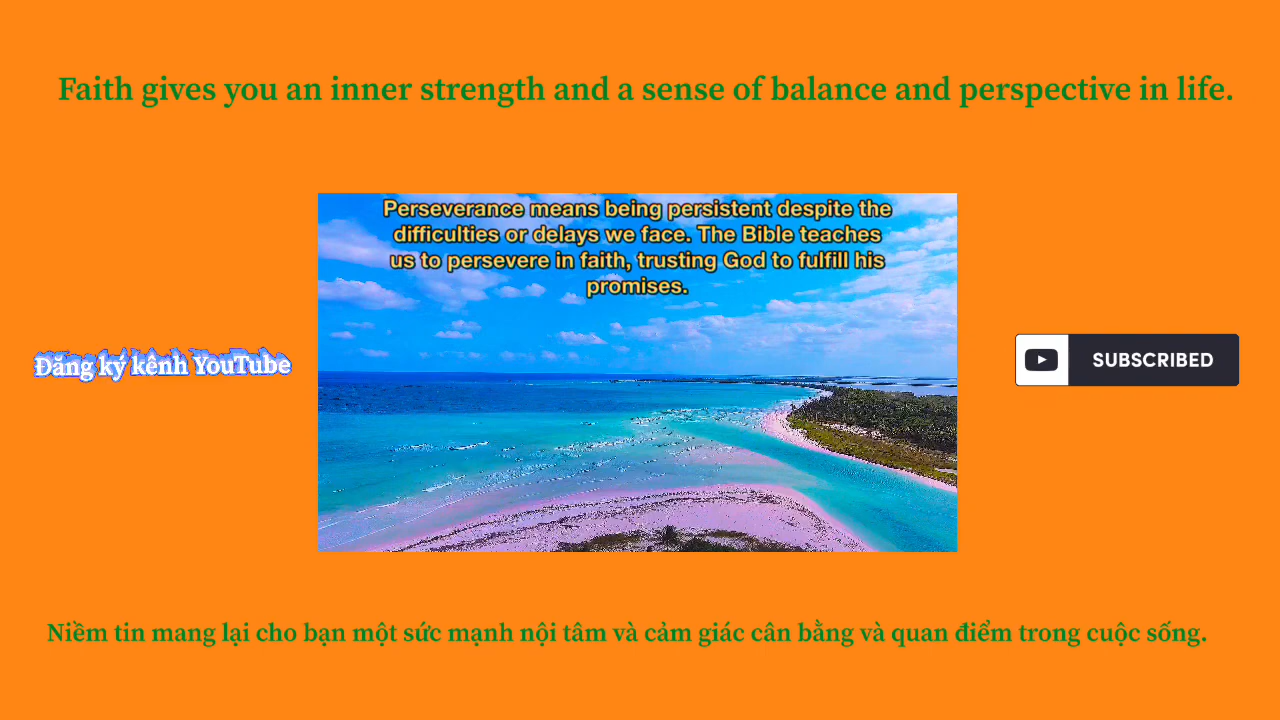 Faith gives you an inner strength and a sense of balance and perspective in life.
Perseverance means being persistent despite the
difficulties or delays we face. The Bible teaches
us to persevere in faith, trusting God to fulfill his
promises.
Đăng ký kênh YouTube
SUBSCRIBED
Niềm tin mang lại cho bạn một sức mạnh nội tâm và cảm giác cân bằng và quan điểm trong cuộc sống.